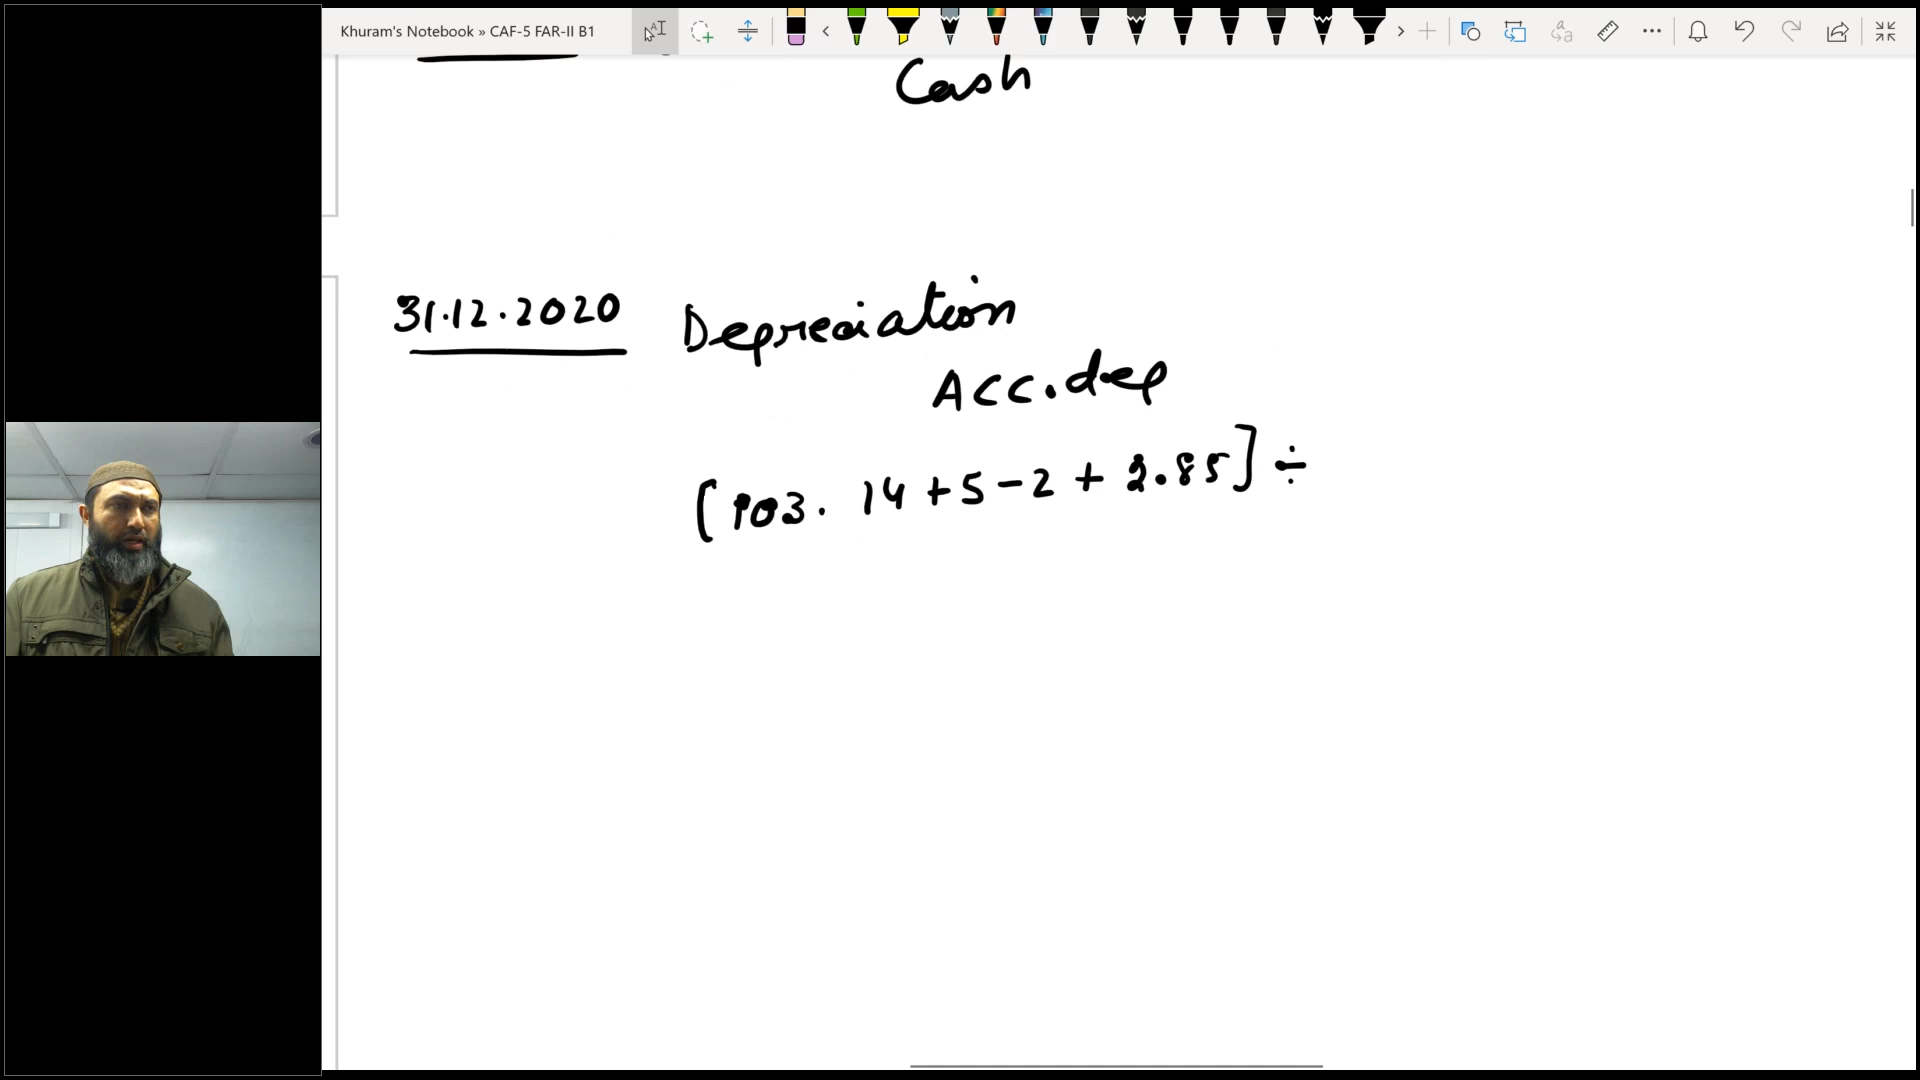 Khuram's Notebook » CAF-5 FAR-II B1
Cash
31.12.2020 Depreciation
Acc.dep
[103.14+5-2+2.85]÷